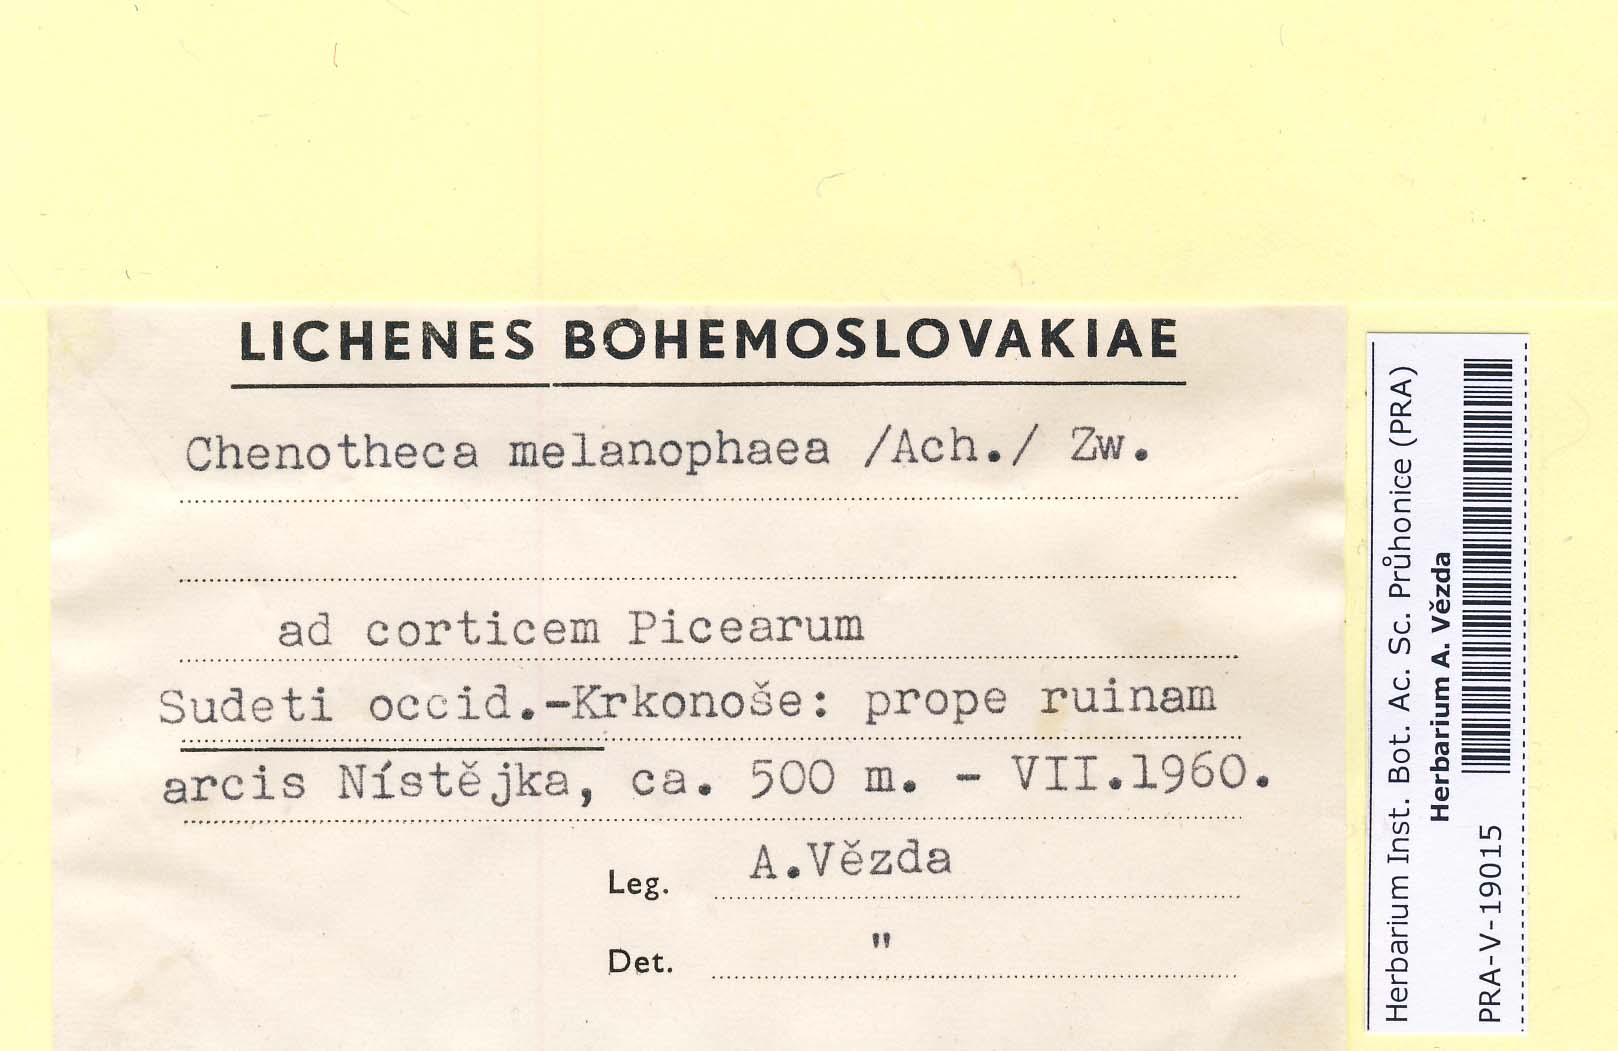 LICHENES BOHEMOSLOVAKIAE
Chenotheca melanophaea /Ach./ Zw.
ad corticem Picearum
Sudeti occid.-Krkonoše: prope ruinam
arcis Nístějka, ca. 500 m. - VII.1960.
Leg. A.Vězda
Det. "
Herbarium Inst. Bot. Ac. Sc. Průhonice (PRA)
Herbarium A. Vězda
PRA-V-19015